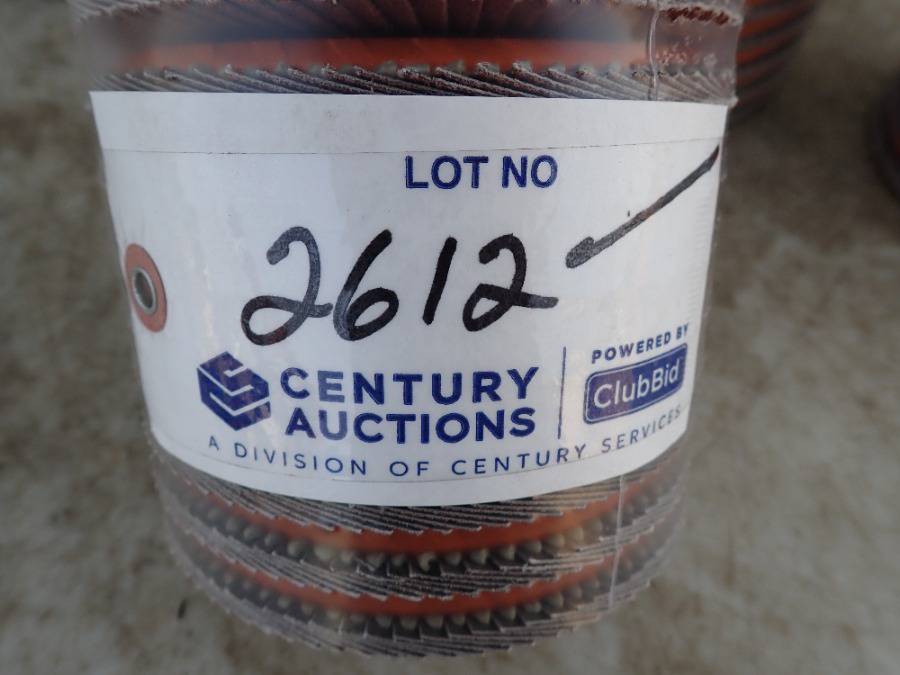 LOT NO
2612
CENTURY
AUCTIONS
POWERED BY
ClubBid
A DIVISION OF CENTURY SERVICES